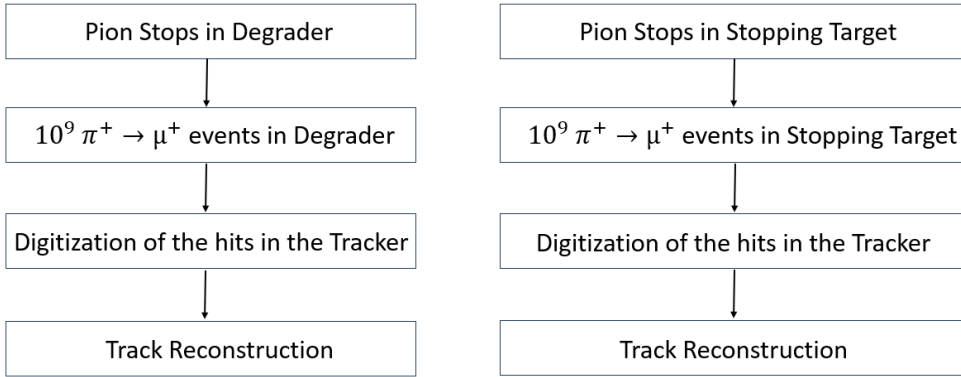 Pion Stops in Degrader
10⁹ π⁺ → μ⁺ events in Degrader
Digitization of the hits in the Tracker
Track Reconstruction
Pion Stops in Stopping Target
10⁹ π⁺ → μ⁺ events in Stopping Target
Digitization of the hits in the Tracker
Track Reconstruction